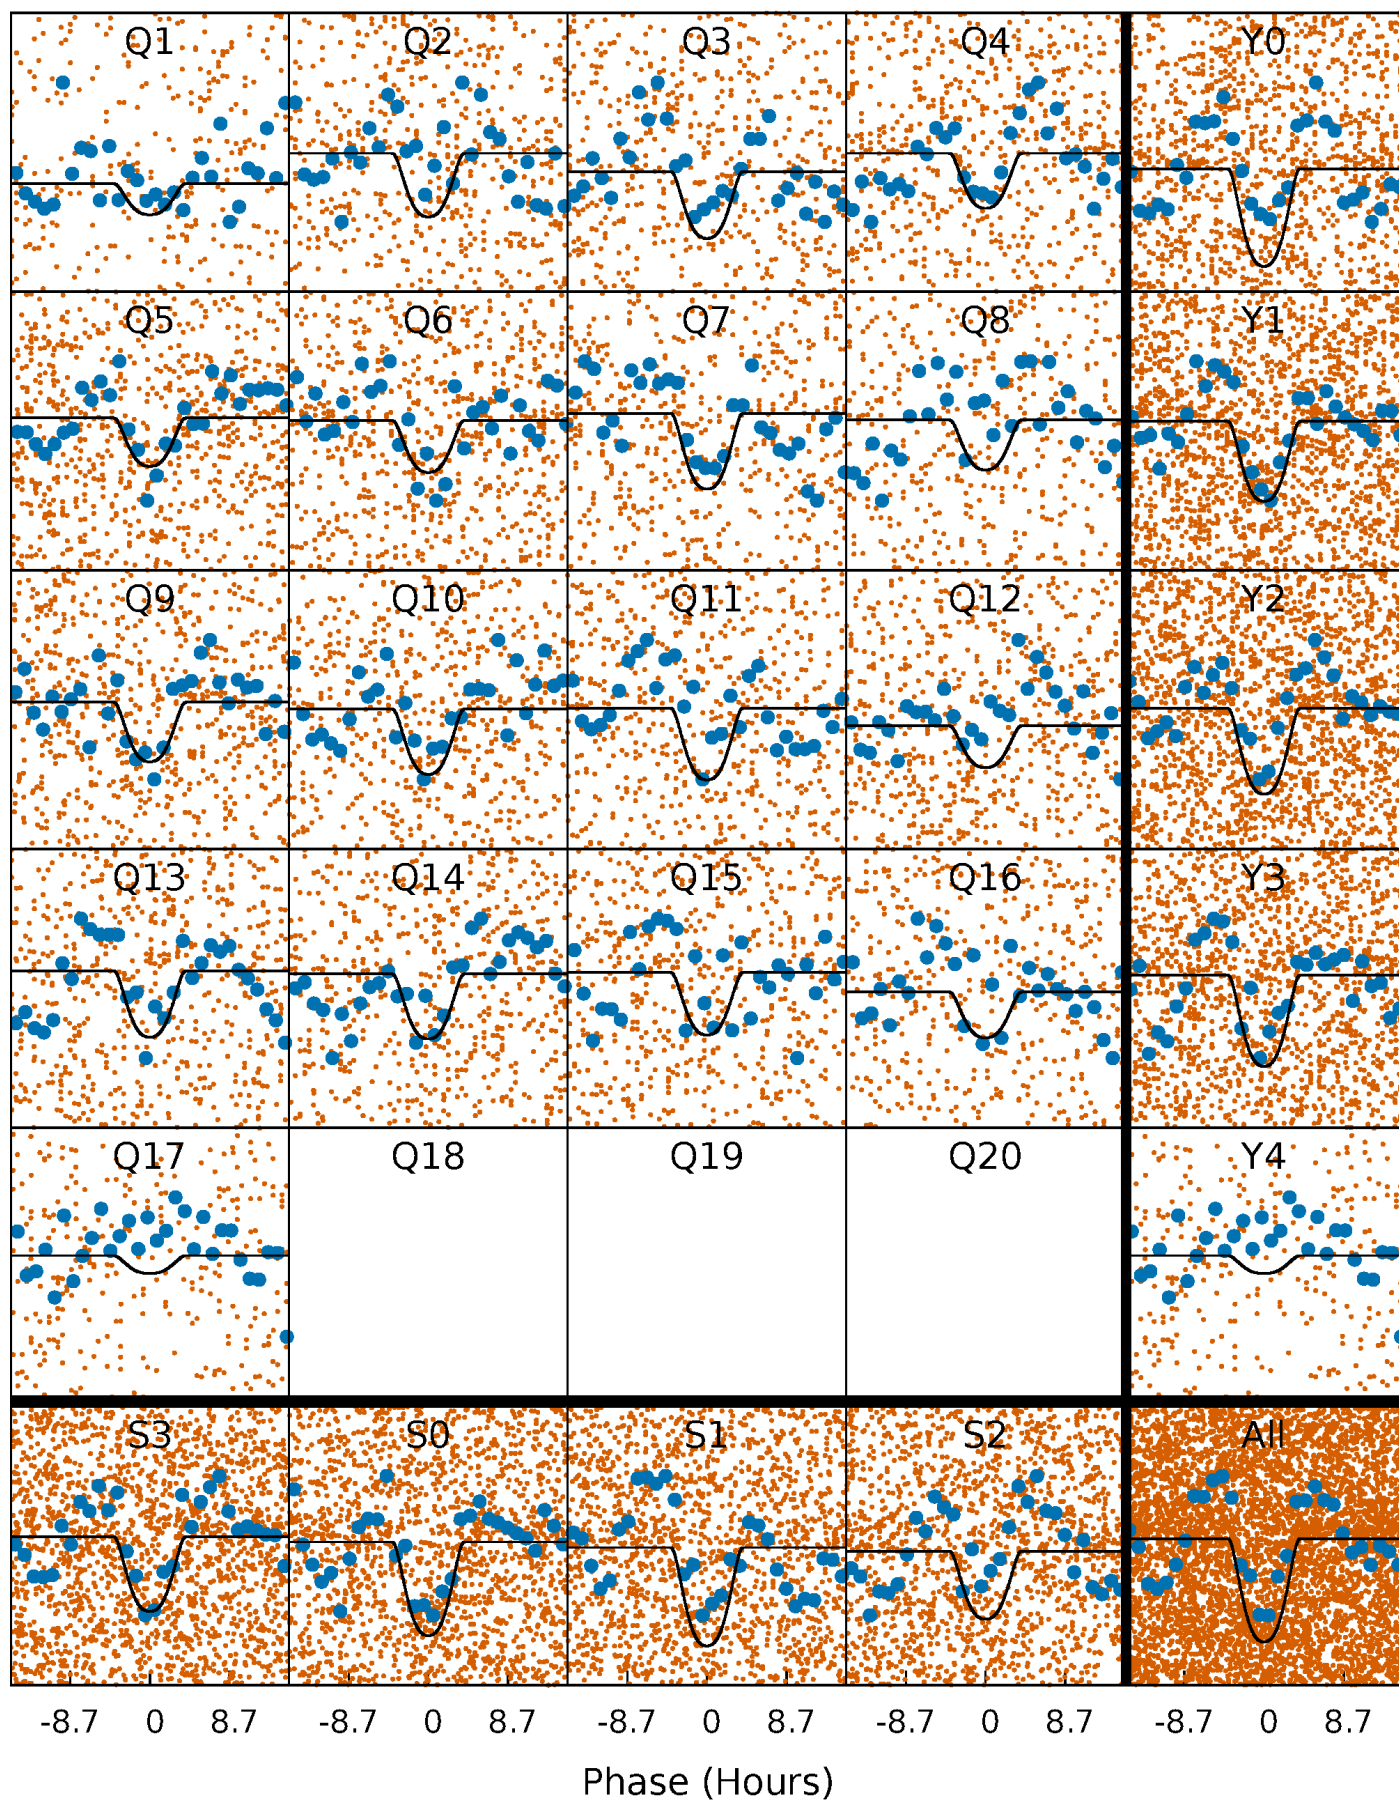 Q1 Q2 Q3 Q4 Y0
Q5 Q6 Q7 Q8 Y1
Q9 Q10 Q11 Q12 Y2
Q13 Q14 Q15 Q16 Y3
Q17 Q18 Q19 Q20 Y4
S3 S0 S1 S2 All
-8.7 0 8.7 -8.7 0 8.7 -8.7 0 8.7 -8.7 0 8.7 -8.7 0 8.7
Phase (Hours)